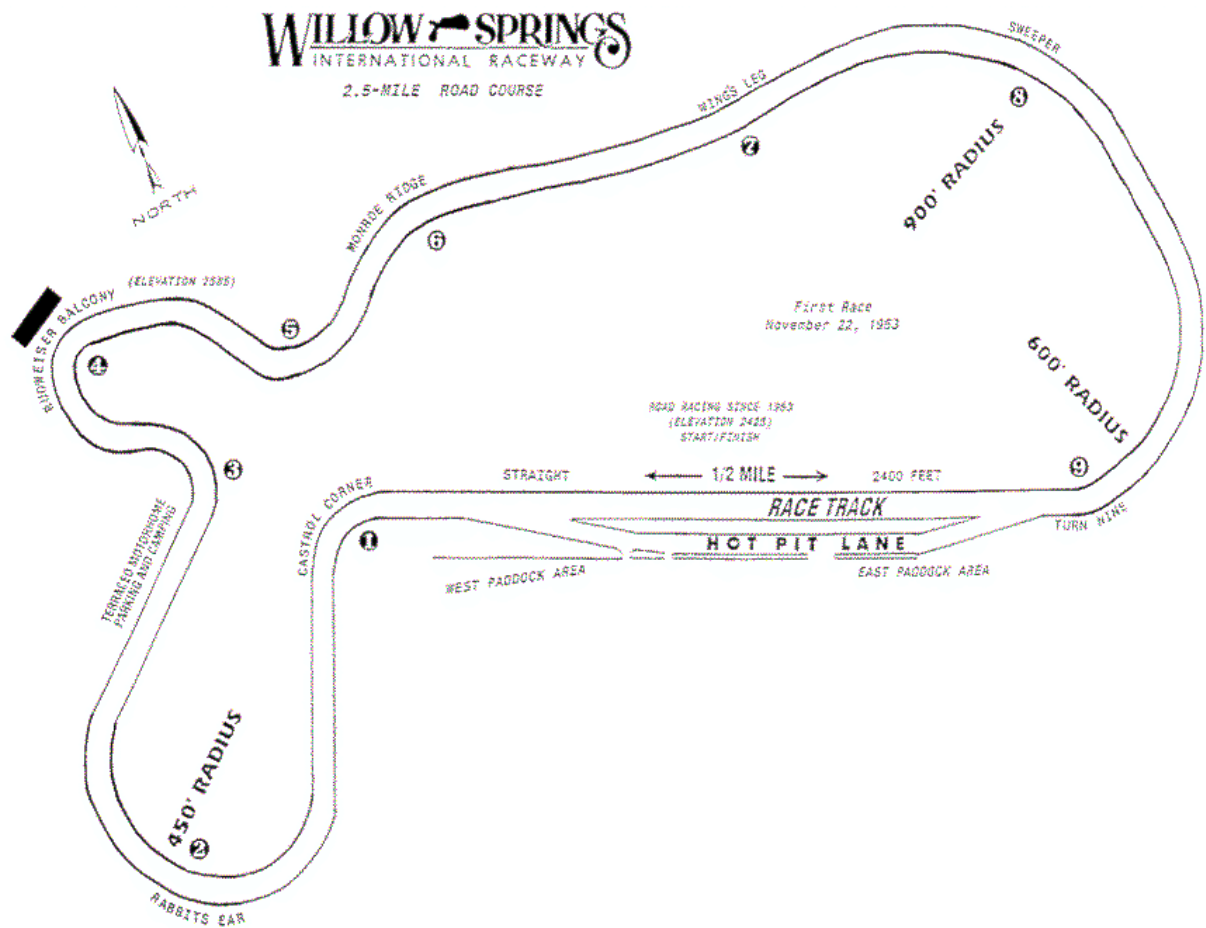 WILLOW SPRINGS
INTERNATIONAL RACEWAY
2.5-MILE ROAD COURSE
NORTH
SWEEPER
8
900' RADIUS
WING'S LEG
7
MONROE RIDGE
6
(ELEVATION 2585)
BUDWEISER BALCONY
5
4
First Race
November 22, 1953
600' RADIUS
ROAD RACING SINCE 1953
(ELEVATION 2425)
START/FINISH
3
STRAIGHT
1/2 MILE
2400 FEET
9
TURN NINE
RACE TRACK
HOT PIT LANE
CASTROL CORNER
1
WEST PADDOCK AREA
EAST PADDOCK AREA
TERRACED MOTORHOME
PARKING AND CAMPING
450' RADIUS
2
RABBITS EAR